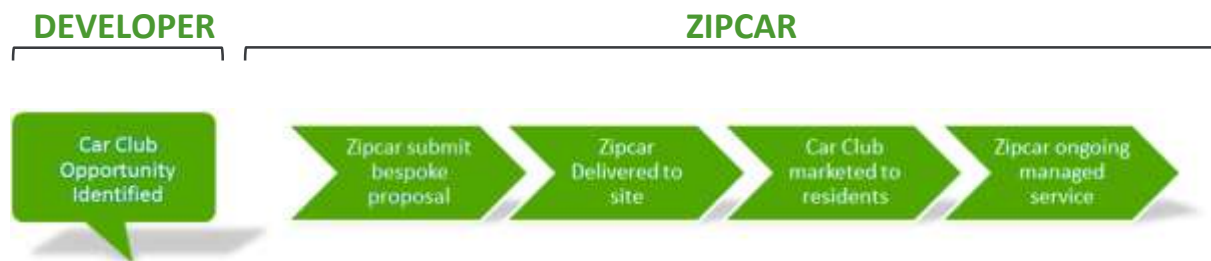 DEVELOPER
ZIPCAR
Car Club
Opportunity
Identified
Zipcar submit
bespoke
proposal
Zipcar
Delivered to
site
Car Club
marketed to
residents
Zipcar ongoing
managed
service